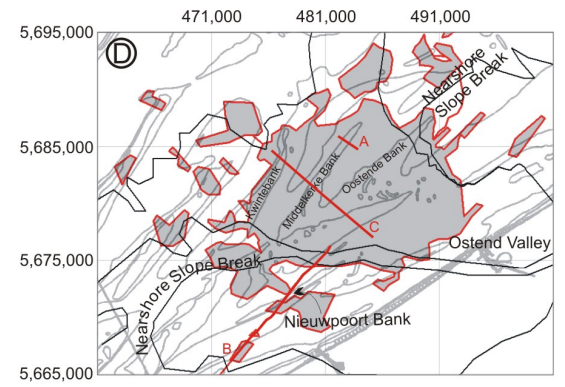 471,000 481,000 491,000
5,695,000
D
Nearshore
Slope Break
5,685,000
A
Kwintebank
Middelkerke Bank
Oostende Bank
C
Ostend Valley
5,675,000
Nearshore Slope Break
Nieuwpoort Bank
B
5,665,000